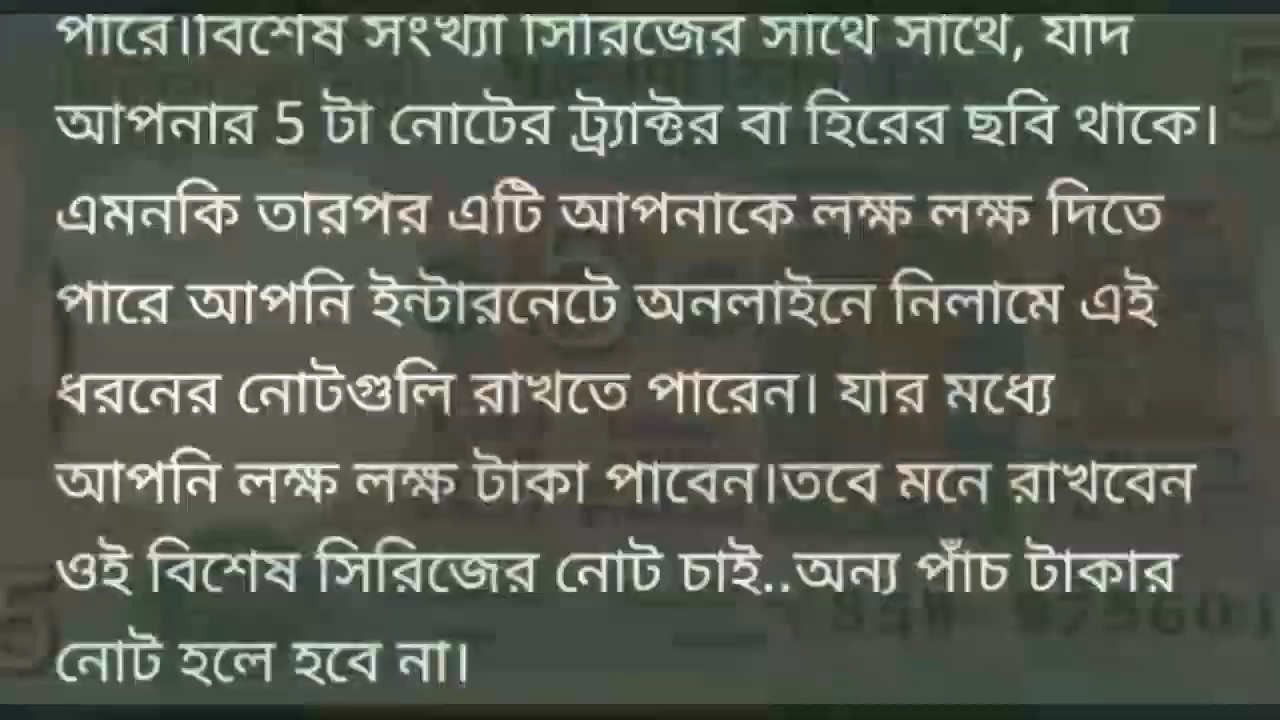 পারে।বিশেষ সংখ্যা সিরিজের সাথে সাথে, যদি
আপনার 5 টা নোটের ট্র্যাক্টর বা হিরের ছবি থাকে।
এমনকি তারপর এটি আপনাকে লক্ষ লক্ষ দিতে
পারে আপনি ইন্টারনেটে অনলাইনে নিলামে এই
ধরনের নোটগুলি রাখতে পারেন। যার মধ্যে
আপনি লক্ষ লক্ষ টাকা পাবেন।তবে মনে রাখবেন
ওই বিশেষ সিরিজের নোট চাই..অন্য পাঁচ টাকার
নোট হলে হবে না।